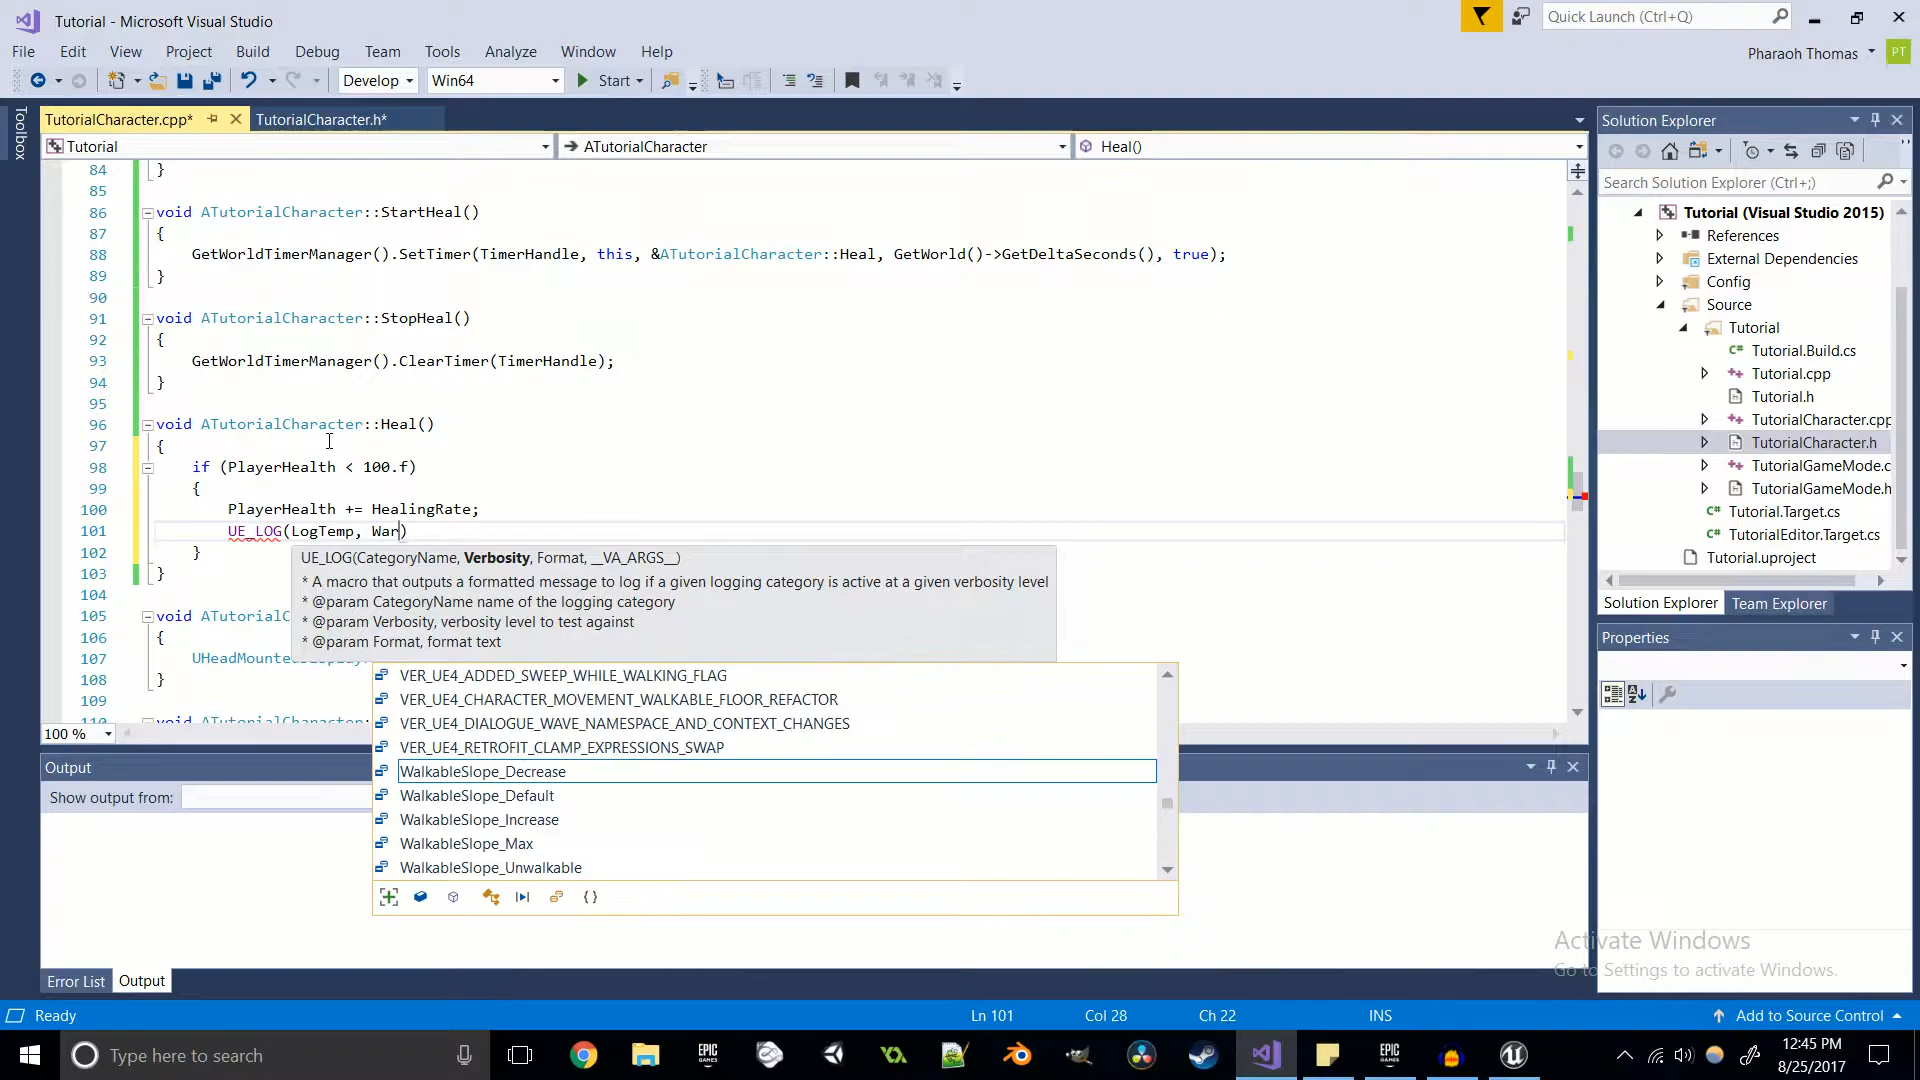 Tutorial - Microsoft Visual Studio
Quick Launch (Ctrl+Q)
File Edit View Project Build Debug Team Tools Analyze Window Help
Pharaoh Thomas PT
Develop Win64 Start
Toolbox
TutorialCharacter.cpp* TutorialCharacter.h*
Tutorial ATutorialCharacter Heal()
84 }
85
86 void ATutorialCharacter::StartHeal()
87 {
88 GetWorldTimerManager().SetTimer(TimerHandle, this, &ATutorialCharacter::Heal, GetWorld()->GetDeltaSeconds(), true);
89 }
90
91 void ATutorialCharacter::StopHeal()
92 {
93 GetWorldTimerManager().ClearTimer(TimerHandle);
94 }
95
96 void ATutorialCharacter::Heal()
97 {
98 if (PlayerHealth < 100.f)
99 {
100 PlayerHealth += HealingRate;
101 UE_LOG(LogTemp, War)
102 }
103 }
104
105 void ATutorialC
106 {
107 UHeadMountedDisplay
108 }
109
110 void ATutorialC
UE_LOG(CategoryName, Verbosity, Format, __VA_ARGS__)
* A macro that outputs a formatted message to log if a given logging category is active at a given verbosity level
* @param CategoryName name of the logging category
* @param Verbosity, verbosity level to test against
* @param Format, format text
VER_UE4_ADDED_SWEEP_WHILE_WALKING_FLAG
VER_UE4_CHARACTER_MOVEMENT_WALKABLE_FLOOR_REFACTOR
VER_UE4_DIALOGUE_WAVE_NAMESPACE_AND_CONTEXT_CHANGES
VER_UE4_RETROFIT_CLAMP_EXPRESSIONS_SWAP
WalkableSlope_Decrease
WalkableSlope_Default
WalkableSlope_Increase
WalkableSlope_Max
WalkableSlope_Unwalkable
100 %
Output
Show output from:
Error List Output
Solution Explorer
Search Solution Explorer (Ctrl+;)
Tutorial (Visual Studio 2015)
References
External Dependencies
Config
Source
Tutorial
C# Tutorial.Build.cs
Tutorial.cpp
Tutorial.h
TutorialCharacter.cpp
TutorialCharacter.h
TutorialGameMode.c
TutorialGameMode.h
C# Tutorial.Target.cs
C# TutorialEditor.Target.cs
Tutorial.uproject
Solution Explorer Team Explorer
Properties
Activate Windows
Go to Settings to activate Windows.
Ready Ln 101 Col 28 Ch 22 INS Add to Source Control
Type here to search
EPIC GAMES
EPIC GAMES
12:45 PM
8/25/2017